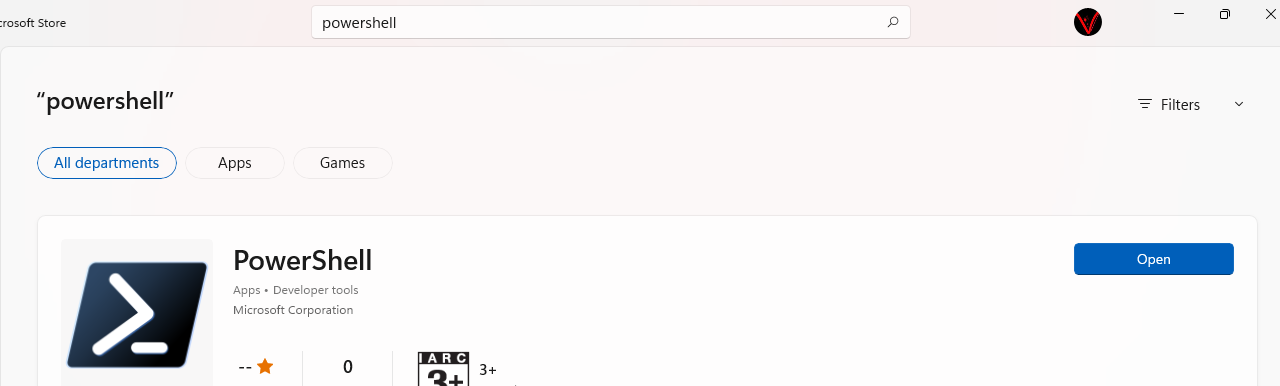 crosoft Store
powershell
“powershell”
Filters
All departments
Apps
Games
PowerShell
Open
Apps • Developer tools
Microsoft Corporation
--
0
IARC
3+
3+